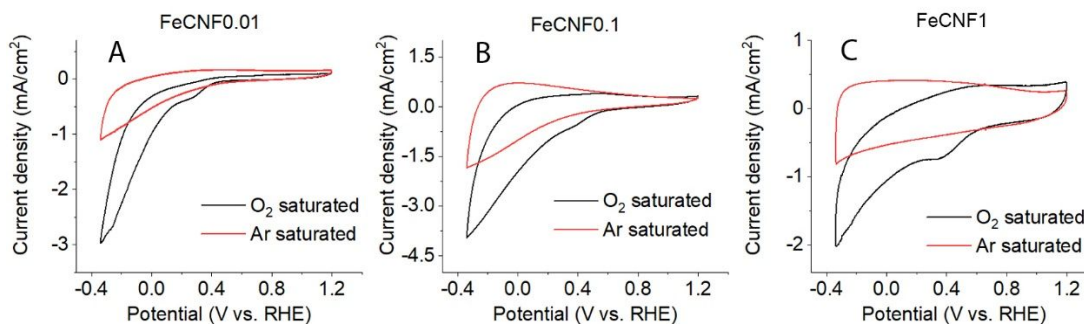 FeCNF0.01
A
Current density (mA/cm²)
0
-1
-2
-3
O₂ saturated
Ar saturated
-0.4 0.0 0.4 0.8 1.2
Potential (V vs. RHE)
FeCNF0.1
B
Current density (mA/cm²)
1.5
0.0
-1.5
-3.0
-4.5
O₂ saturated
Ar saturated
-0.4 0.0 0.4 0.8 1.2
Potential (V vs. RHE)
FeCNF1
C
Current density (mA/cm²)
1
0
-1
-2
O₂ saturated
Ar saturated
-0.4 0.0 0.4 0.8 1.2
Potential (V vs. RHE)